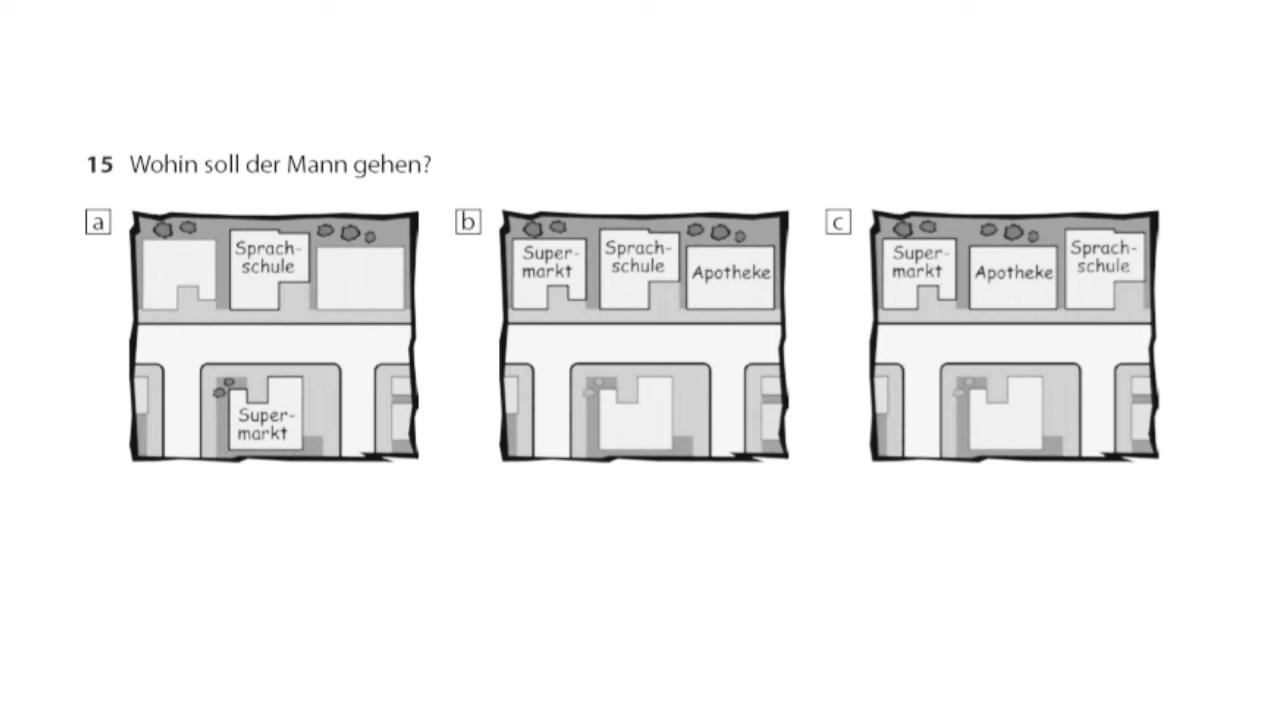 15 Wohin soll der Mann gehen?
a
Sprach-
schule
Super-
markt
b
Super-
markt
Sprach-
schule
Apotheke
c
Super-
markt
Apotheke
Sprach-
schule